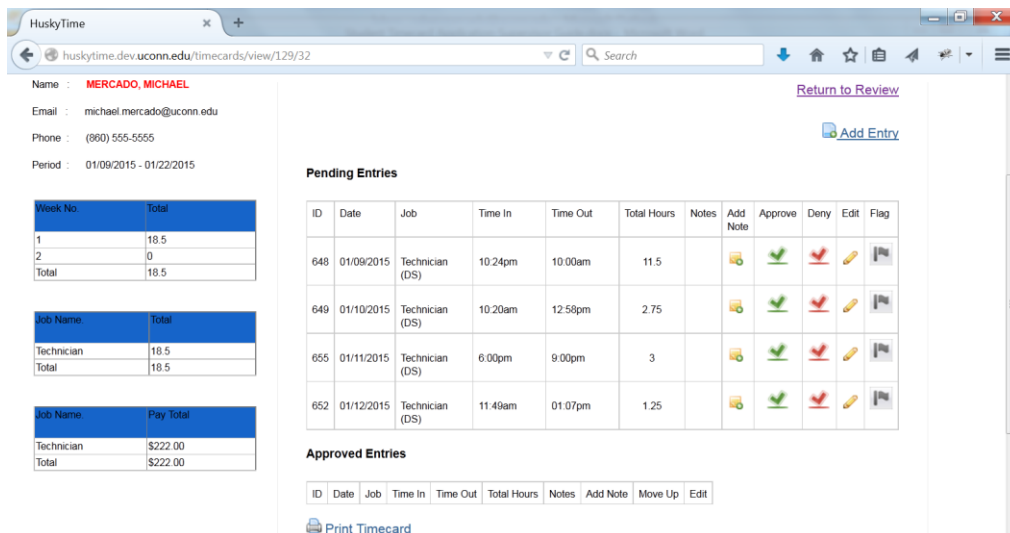 HuskyTime
huskytime.dev.uconn.edu/timecards/view/129/32
Search
Name : MERCADO, MICHAEL
Email : michael.mercado@uconn.edu
Phone : (860) 555-5555
Period : 01/09/2015 - 01/22/2015
Week No. Total
1 18.5
2 0
Total 18.5
Job Name. Total
Technician 18.5
Total 18.5
Job Name. Pay Total
Technician $222.00
Total $222.00
Return to Review
Add Entry
Pending Entries
ID Date Job Time In Time Out Total Hours Notes Add Note Approve Deny Edit Flag
648 01/09/2015 Technician (DS) 10:24pm 10:00am 11.5
649 01/10/2015 Technician (DS) 10:20am 12:58pm 2.75
655 01/11/2015 Technician (DS) 6:00pm 9:00pm 3
652 01/12/2015 Technician (DS) 11:49am 01:07pm 1.25
Approved Entries
ID Date Job Time In Time Out Total Hours Notes Add Note Move Up Edit
Print Timecard